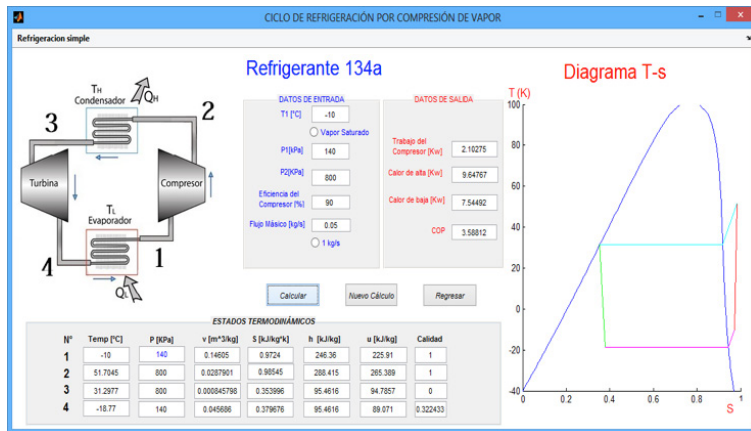 CICLO DE REFRIGERACIÓN POR COMPRESIÓN DE VAPOR
Refrigeracion simple
Refrigerante 134a
Diagrama T-s
TH
Condensador
QH
3
2
Turbina
Compresor
TL
Evaporador
4
1
QL
DATOS DE ENTRADA
T1 [°C] -10
Vapor Saturado
P1[kPa] 140
P2[KPa] 800
Eficiencia del
Compresor [%] 90
Flujo Másico [kg/s] 0.05
1 kg/s
DATOS DE SALIDA
Trabajo del
Compresor [Kw] 2.10275
Calor de alta [Kw] 9.64767
Calor de baja [Kw] 7.54492
COP 3.58812
Calcular
Nuevo Cálculo
Regresar
T (K)
100
80
60
40
20
0
-20
-40
0 0.2 0.4 0.6 0.8 1
S
ESTADOS TERMODINÁMICOS
N° Temp [°C] P [KPa] v [m^3/kg] S [kJ/kg*k] h [kJ/kg] u [kJ/kg] Calidad
1 -10 140 0.14605 0.9724 246.36 225.91 1
2 51.7045 800 0.0287901 0.98545 288.415 265.389 1
3 31.2977 800 0.000845798 0.353996 95.4616 94.7857 0
4 -18.77 140 0.045686 0.379676 95.4616 89.071 0.322433